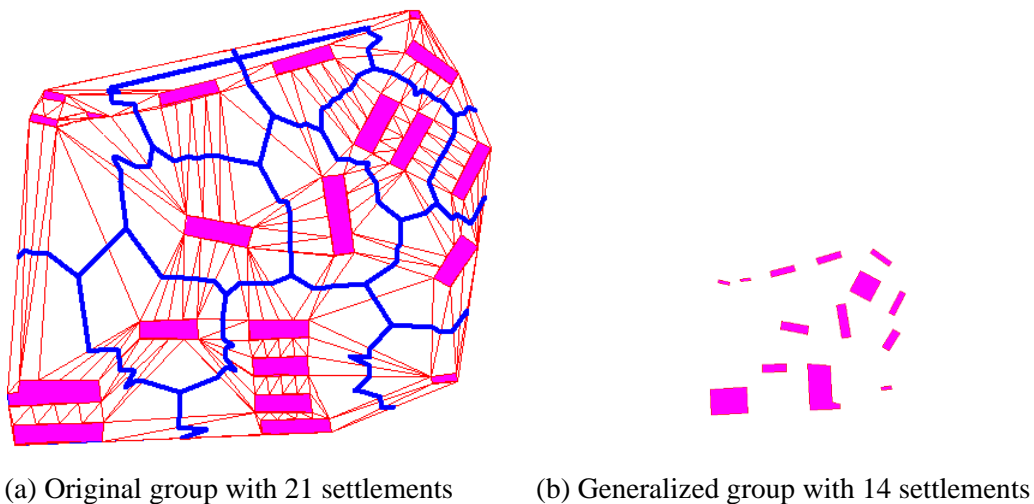 (a) Original group with 21 settlements
(b) Generalized group with 14 settlements